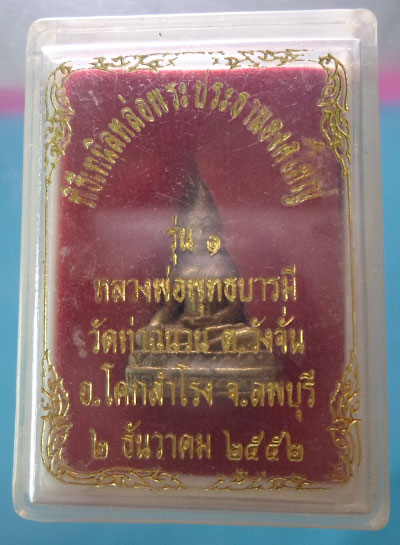 พิธีเททองหล่อพระประธานองค์ใหญ่
รุ่น ๑
หลวงพ่อพุทธบารมี
วัดท่าฉนวน ต.วังจั่น
อ.โคกสำโรง จ.ลพบุรี
๒ ธันวาคม ๒๕๕๒